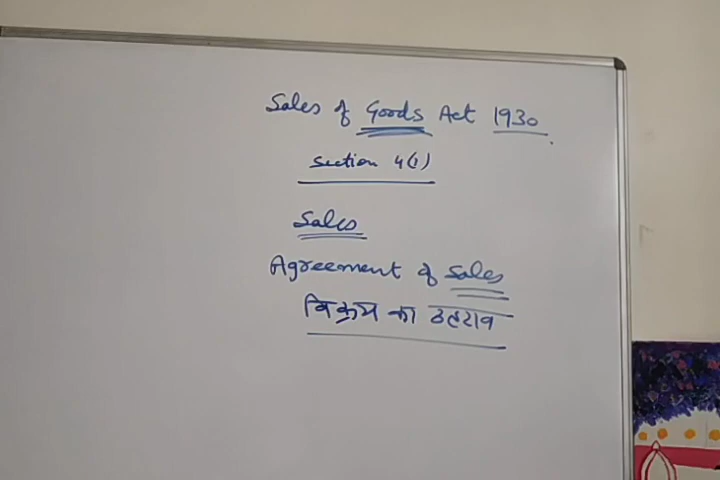 Sales of Goods Act 1930
Section 4(1)
Sales
Agreement of Sales
विक्रय का ठहराव